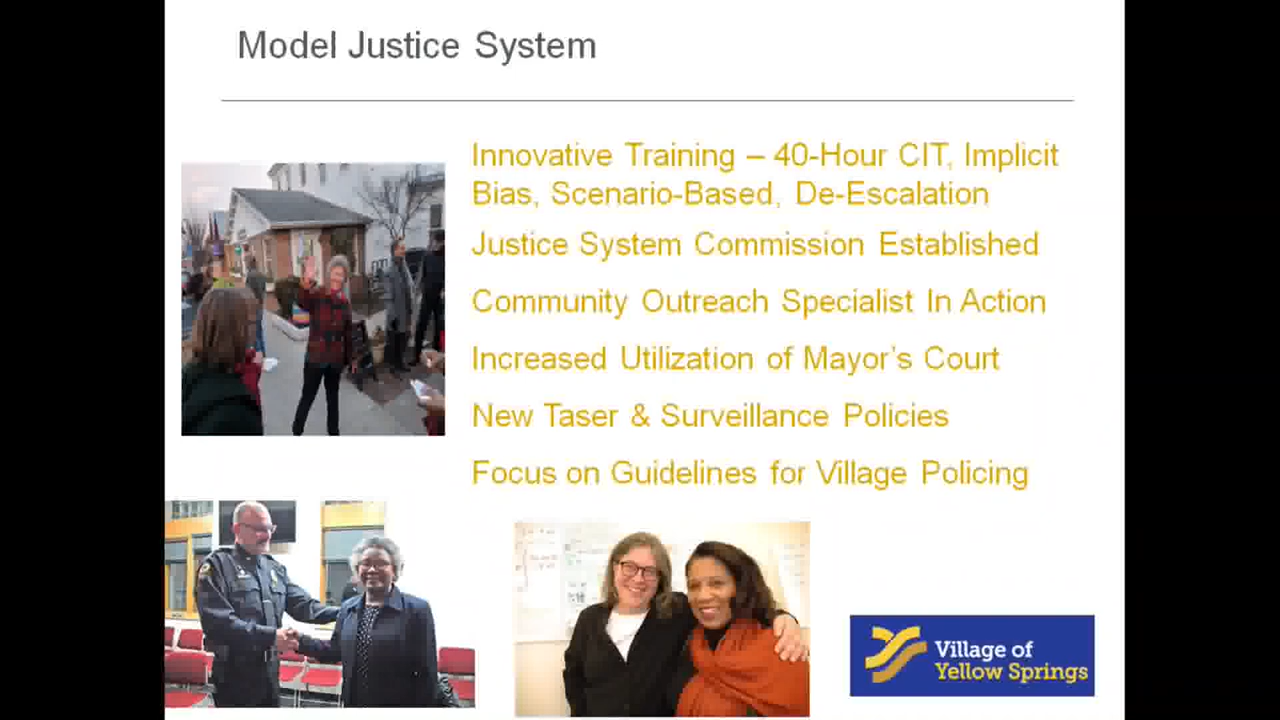 Model Justice System
Innovative Training – 40-Hour CIT, Implicit
Bias, Scenario-Based, De-Escalation
Justice System Commission Established
Community Outreach Specialist In Action
Increased Utilization of Mayor’s Court
New Taser & Surveillance Policies
Focus on Guidelines for Village Policing
Village of
Yellow Springs